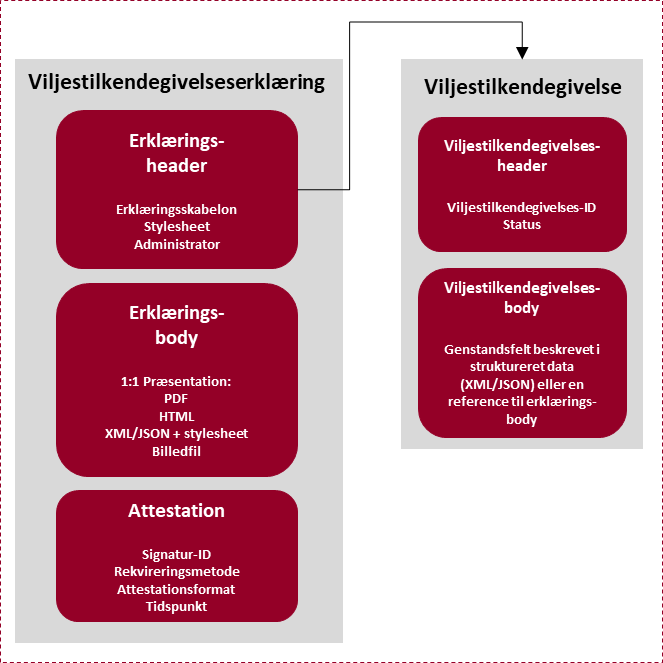 Viljestilkendegivelseserklæring
Erklærings-
header
Erklæringsskabelon
Stylesheet
Administrator
Erklærings-
body
1:1 Præsentation:
PDF
HTML
XML/JSON + stylesheet
Billedfil
Attestation
Signatur-ID
Rekvireringsmetode
Attestationsformat
Tidspunkt
Viljestilkendegivelse
Viljestilkendegivelses-
header
Viljestilkendegivelses-ID
Status
Viljestilkendegivelses-
body
Genstandsfelt beskrevet i
struktureret data
(XML/JSON) eller en
reference til erklærings-
body